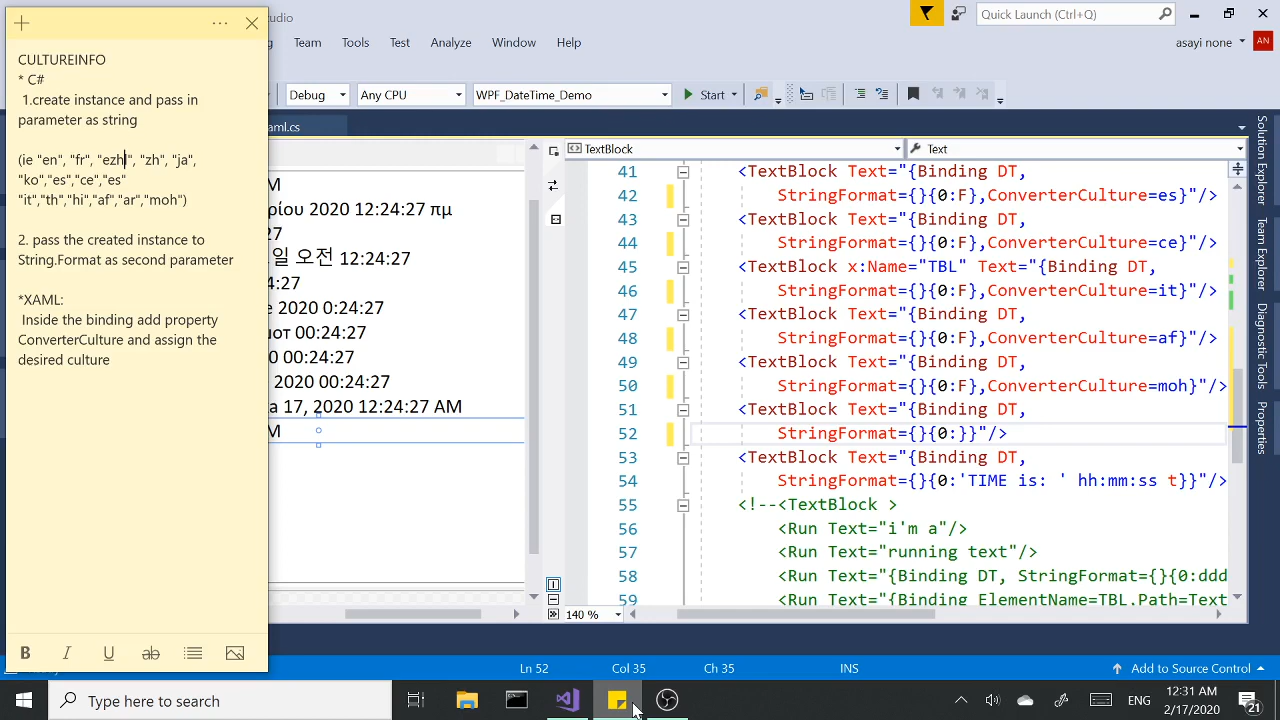 CULTUREINFO
* C#
1.create instance and pass in
parameter as string
(ie "en", "fr", "ezh", "zh", "ja",
"ko","es","ce","es"
"it","th","hi","af","ar","moh")
2. pass the created instance to
String.Format as second parameter
*XAML:
Inside the binding add property
ConverterCulture and assign the
desired culture
Quick Launch (Ctrl+Q)
Team Tools Test Analyze Window Help
asayi none
AN
Debug
Any CPU
WPF_DateTime_Demo
Start
aml.cs
TextBlock
Text
M
ρίου 2020 12:24:27 πμ
27
일 오전 12:24:27
4:27
e 2020 0:24:27
00:24:27
0 00:24:27
2020 00:24:27
a 17, 2020 12:24:27 AM
M
41 <TextBlock Text="{Binding DT,
42 StringFormat={}{0:F},ConverterCulture=es}"/>
43 <TextBlock Text="{Binding DT,
44 StringFormat={}{0:F},ConverterCulture=ce}"/>
45 <TextBlock x:Name="TBL" Text="{Binding DT,
46 StringFormat={}{0:F},ConverterCulture=it}"/>
47 <TextBlock Text="{Binding DT,
48 StringFormat={}{0:F},ConverterCulture=af}"/>
49 <TextBlock Text="{Binding DT,
50 StringFormat={}{0:F},ConverterCulture=moh}"/>
51 <TextBlock Text="{Binding DT,
52 StringFormat={}{0:}}"/>
53 <TextBlock Text="{Binding DT,
54 StringFormat={}{0:'TIME is: ' hh:mm:ss t}}"/>
55 <!--<TextBlock >
56 <Run Text="i'm a"/>
57 <Run Text="running text"/>
58 <Run Text="{Binding DT, StringFormat={}{0:ddd
59 <Run Text="{Binding ElementName=TBL,Path=Text
140 %
Solution Explorer
Team Explorer
Diagnostic Tools
Properties
Ln 52
Col 35
Ch 35
INS
Add to Source Control
B I U ab
Type here to search
ENG
12:31 AM
2/17/2020
21